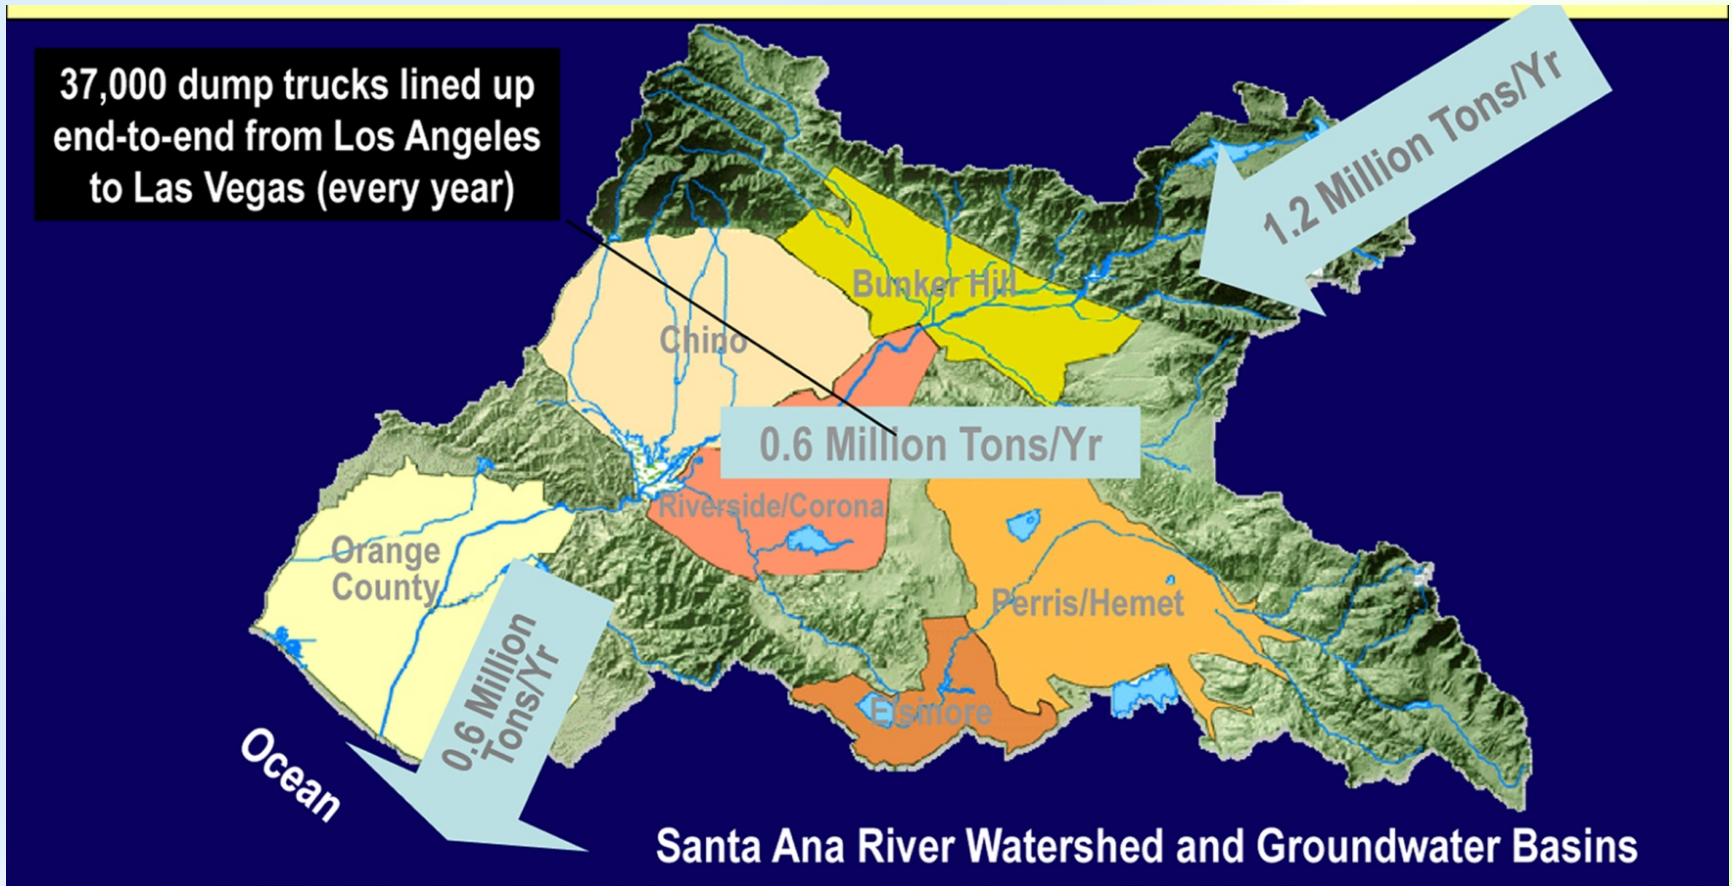 37,000 dump trucks lined up
end-to-end from Los Angeles
to Las Vegas (every year)
1.2 Million Tons/Yr
Bunker Hill
Chino
0.6 Million Tons/Yr
Riverside/Corona
Orange
County
Perris/Hemet
0.6 Million
Tons/Yr
Elsinore
Ocean
Santa Ana River Watershed and Groundwater Basins